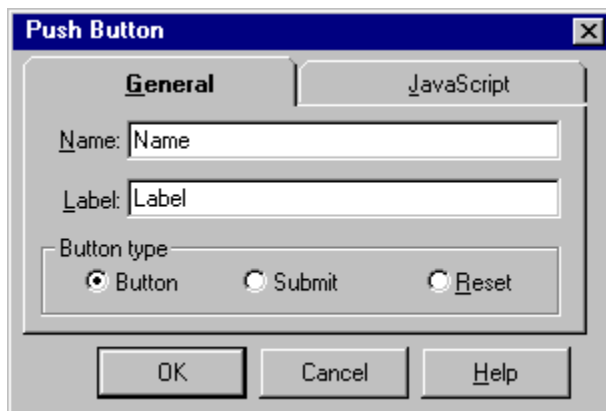 Push Button
General JavaScript
Name: Name
Label: Label
Button type
Button Submit Reset
OK Cancel Help